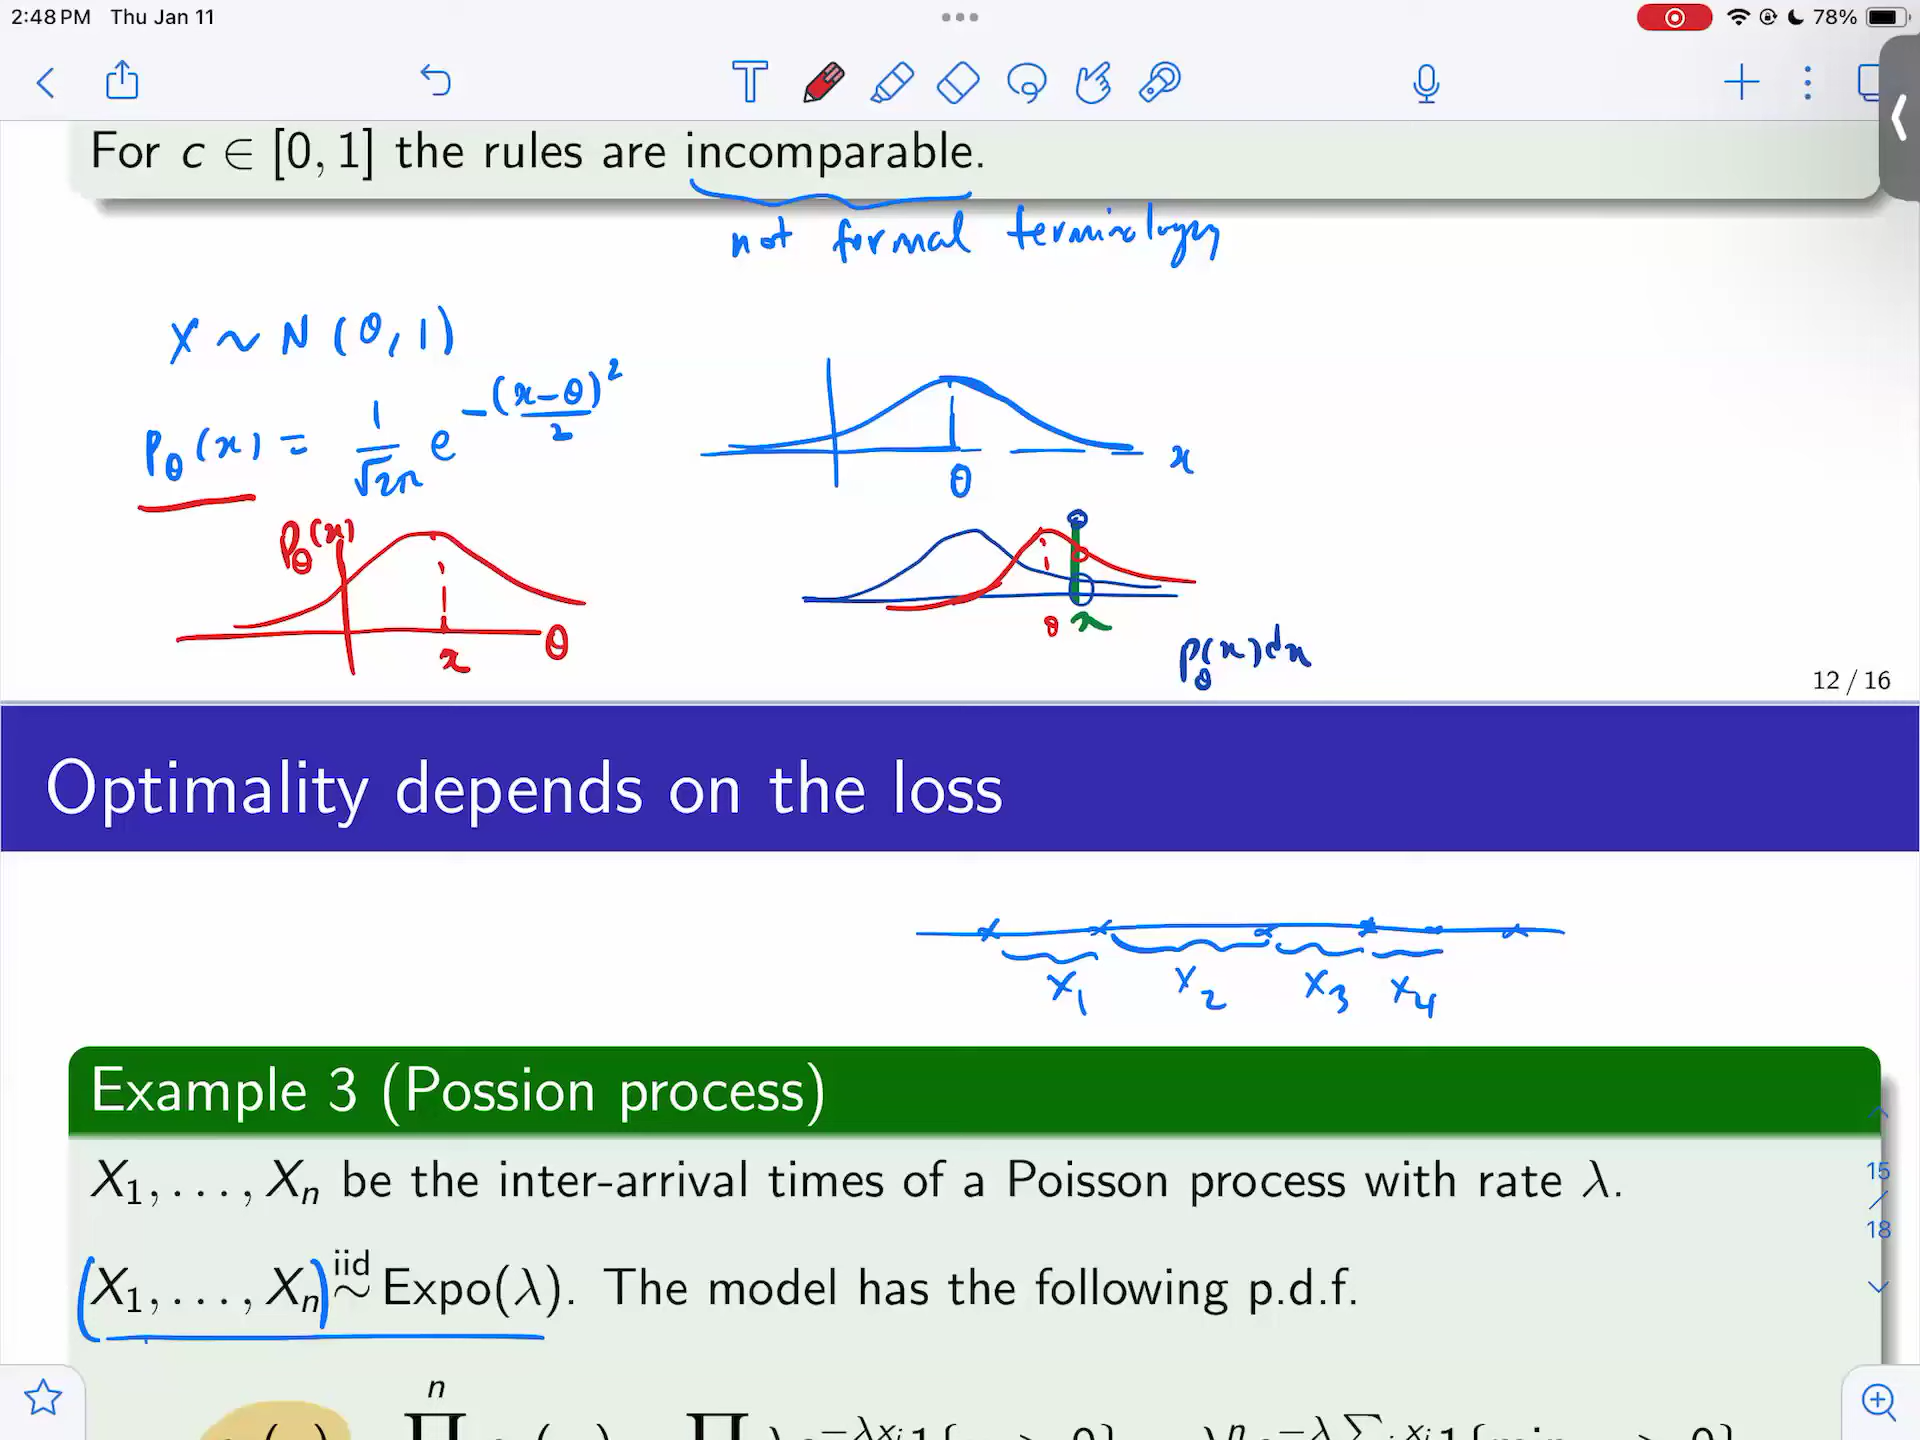 2:48 PM Thu Jan 11
78%
For c ∈ [0, 1] the rules are incomparable.
not formal terminology
X ~ N(θ, 1)
p_θ(x) = 1/√2π e^{-(x-θ)²/2}
θ
x
p_θ(x)
x
θ
θ x
p_θ(x)dx
12 / 16
Optimality depends on the loss
X1 X2 X3 X4
Example 3 (Possion process)
X1, . . . , Xn be the inter-arrival times of a Poisson process with rate λ.
15
/
18
(X1, . . . , Xn) iid ~ Expo(λ). The model has the following p.d.f.
n